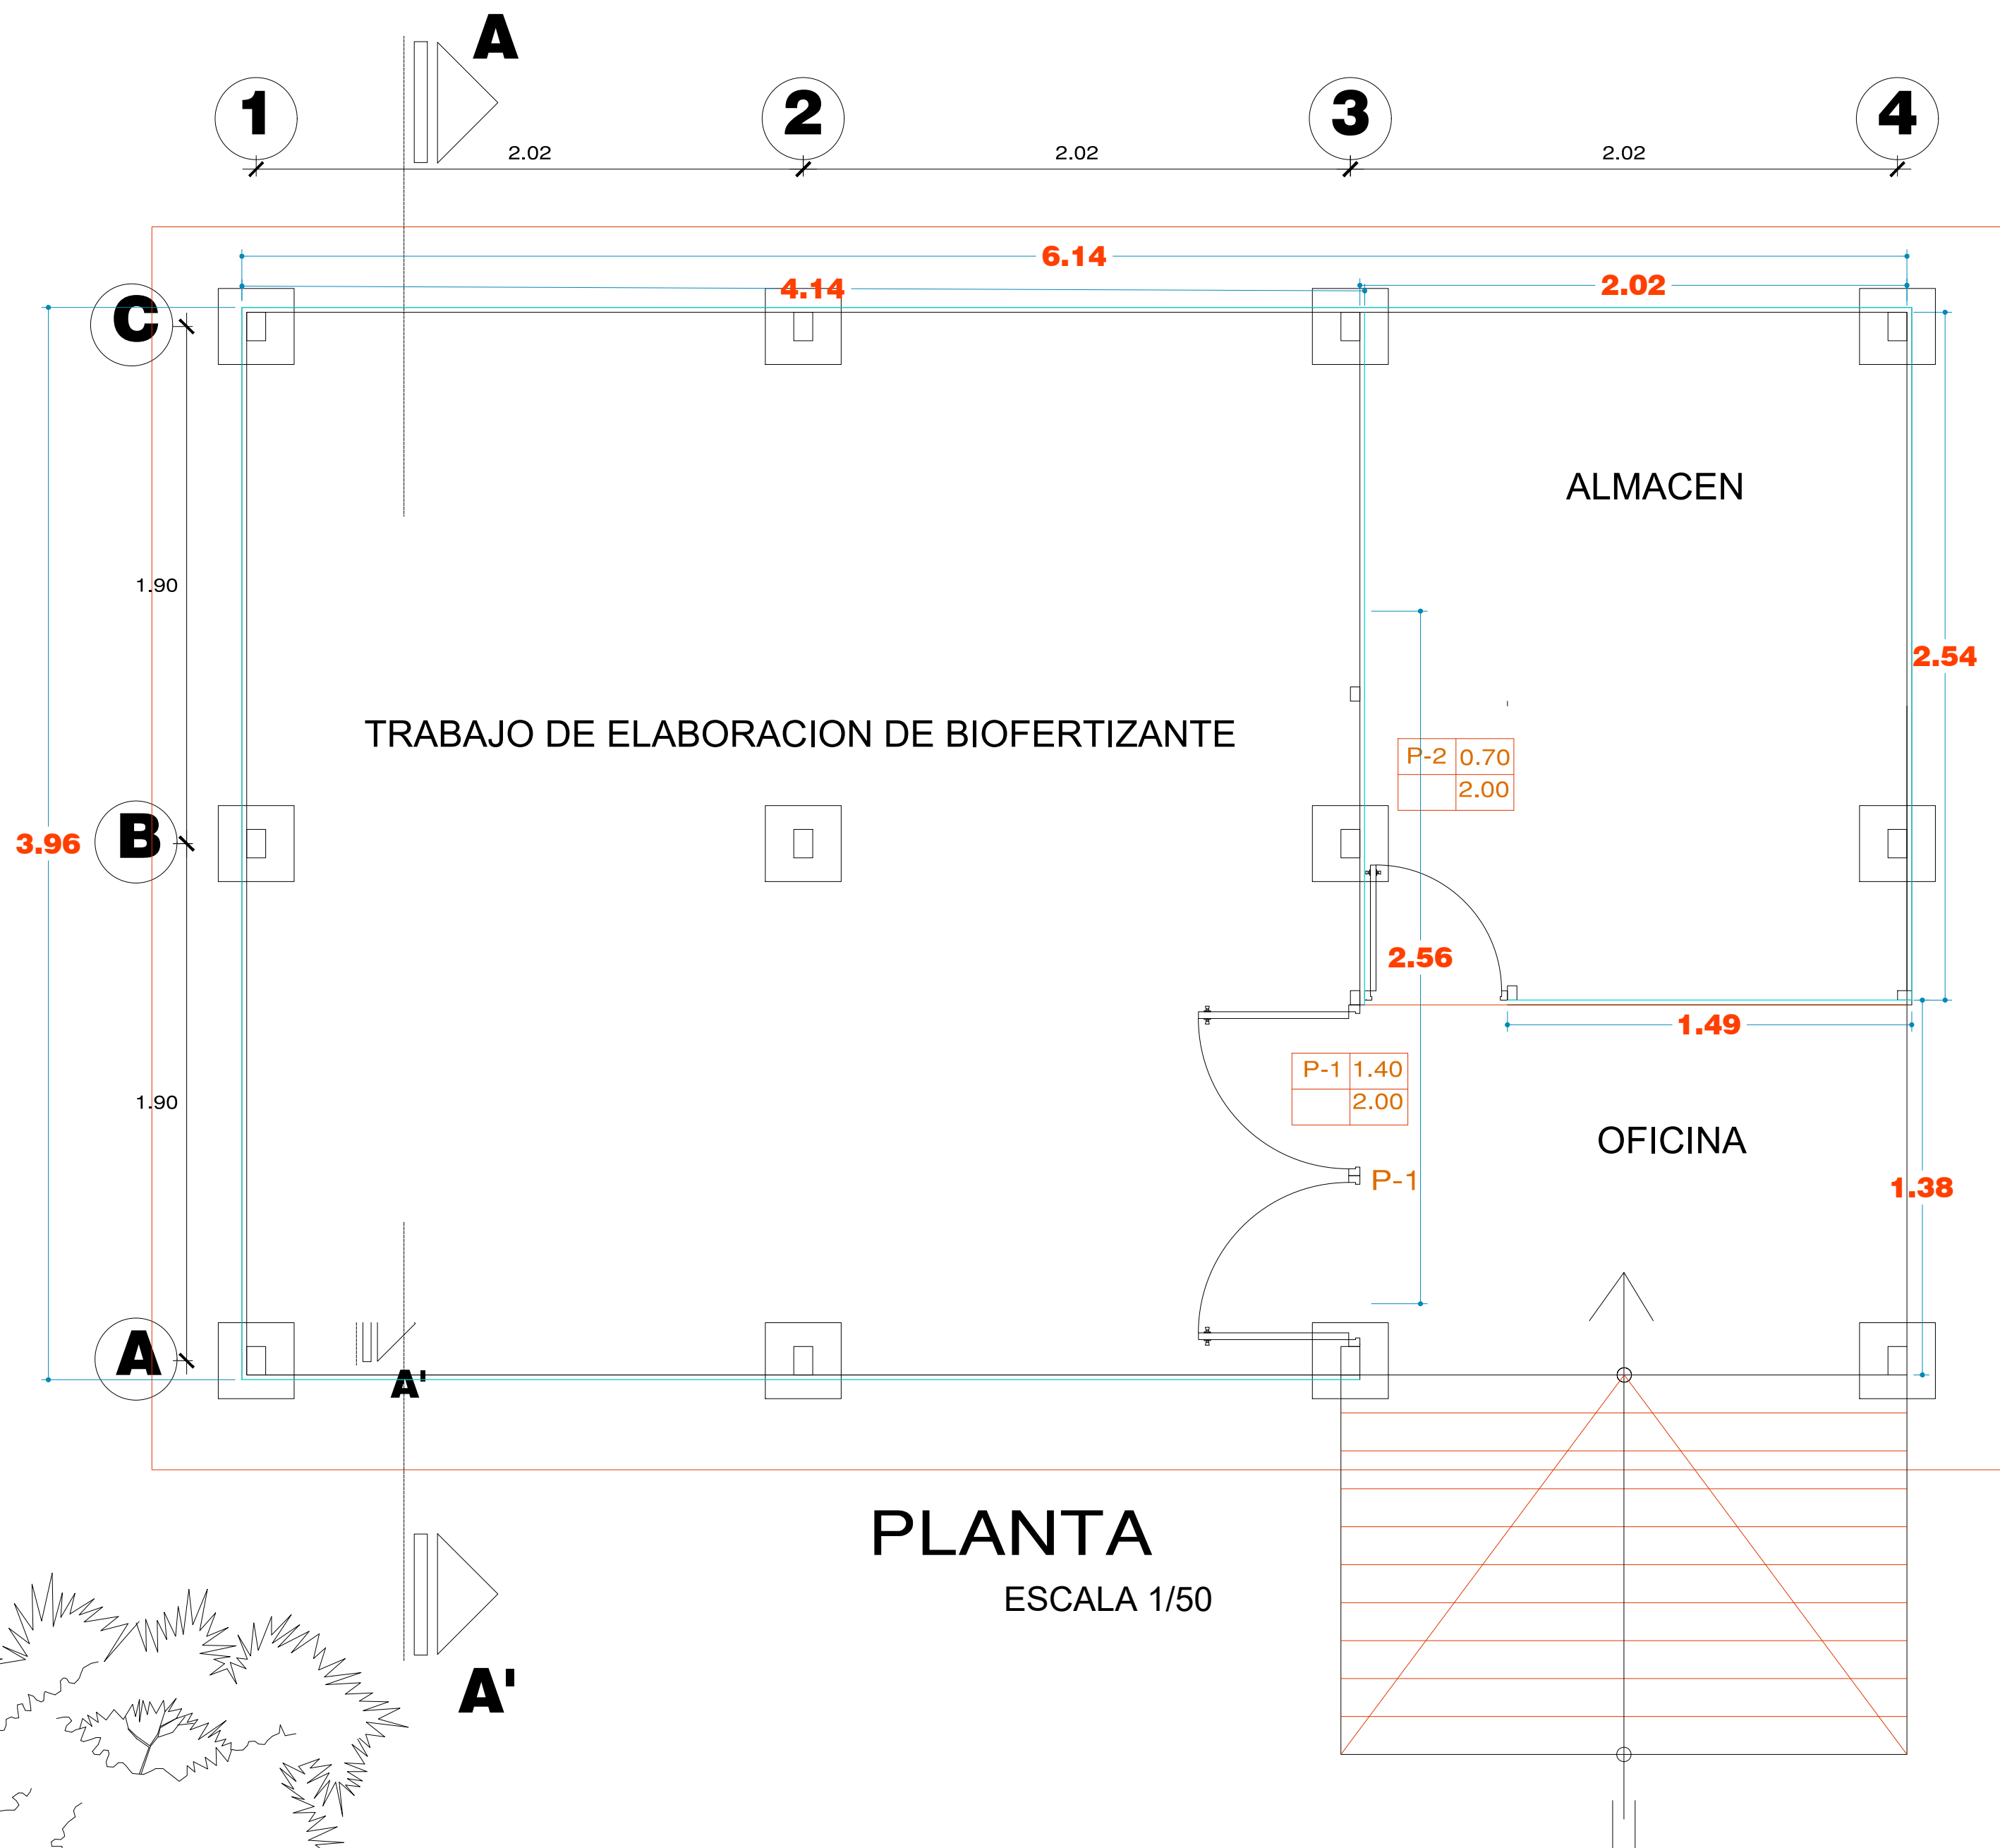 A
1
2
3
4
2.02
2.02
2.02
6.14
4.14
2.02
C
ALMACEN
1.90
2.54
TRABAJO DE ELABORACION DE BIOFERTIZANTE
P-2 0.70
2.00
3.96
B
2.56
1.49
P-1 1.40
2.00
1.90
OFICINA
P-1
1.38
A
A'
PLANTA
ESCALA 1/50
A'